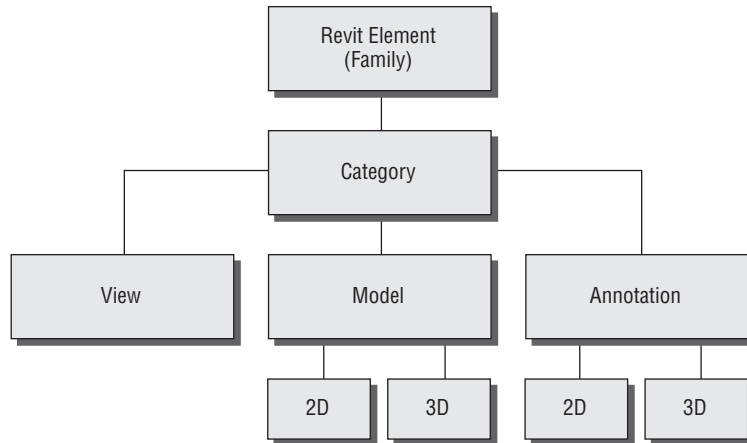 Revit Element
(Family)
Category
View
Model
Annotation
2D
3D
2D
3D